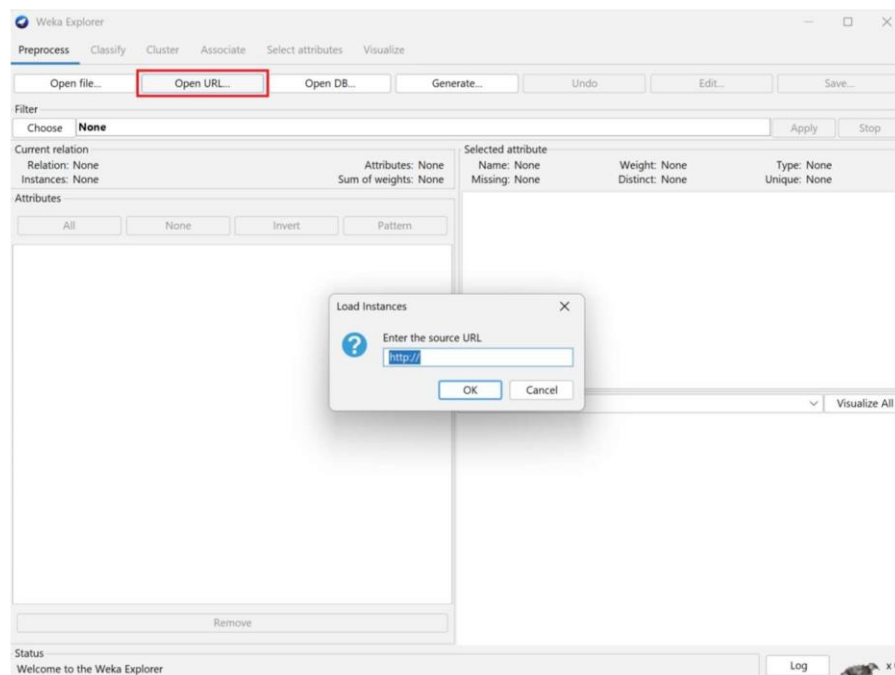 Weka Explorer
Preprocess Classify Cluster Associate Select attributes Visualize
Open file... Open URL... Open DB... Generate... Undo Edit... Save...
Filter
Choose None Apply Stop
Current relation
Relation: None Attributes: None
Instances: None Sum of weights: None
Selected attribute
Name: None Weight: None Type: None
Missing: None Distinct: None Unique: None
Attributes
All None Invert Pattern
Load Instances
Enter the source URL
http://
OK Cancel
Visualize All
Remove
Status
Welcome to the Weka Explorer
Log x